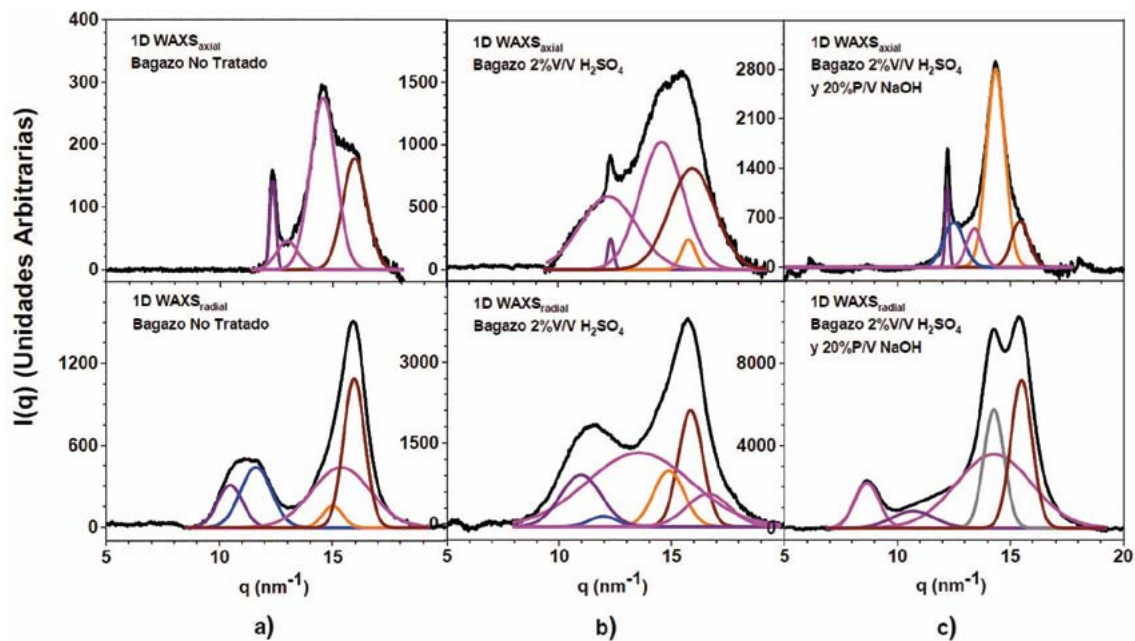 I(q) (Unidades Arbitrarias)
400
300
200
100
0
1D WAXSaxial
Bagazo No Tratado
1500
1000
500
0
1D WAXSaxial
Bagazo 2%V/V H2SO4
2800
2100
1400
700
0
1D WAXSaxial
Bagazo 2%V/V H2SO4
y 20%P/V NaOH
1200
600
0
1D WAXSradial
Bagazo No Tratado
3000
1500
0
1D WAXSradial
Bagazo 2%V/V H2SO4
8000
4000
0
1D WAXSradial
Bagazo 2%V/V H2SO4
y 20%P/V NaOH
5 10 15
5 10 15
5 10 15 20
q (nm-1)
q (nm-1)
q (nm-1)
a)
b)
c)